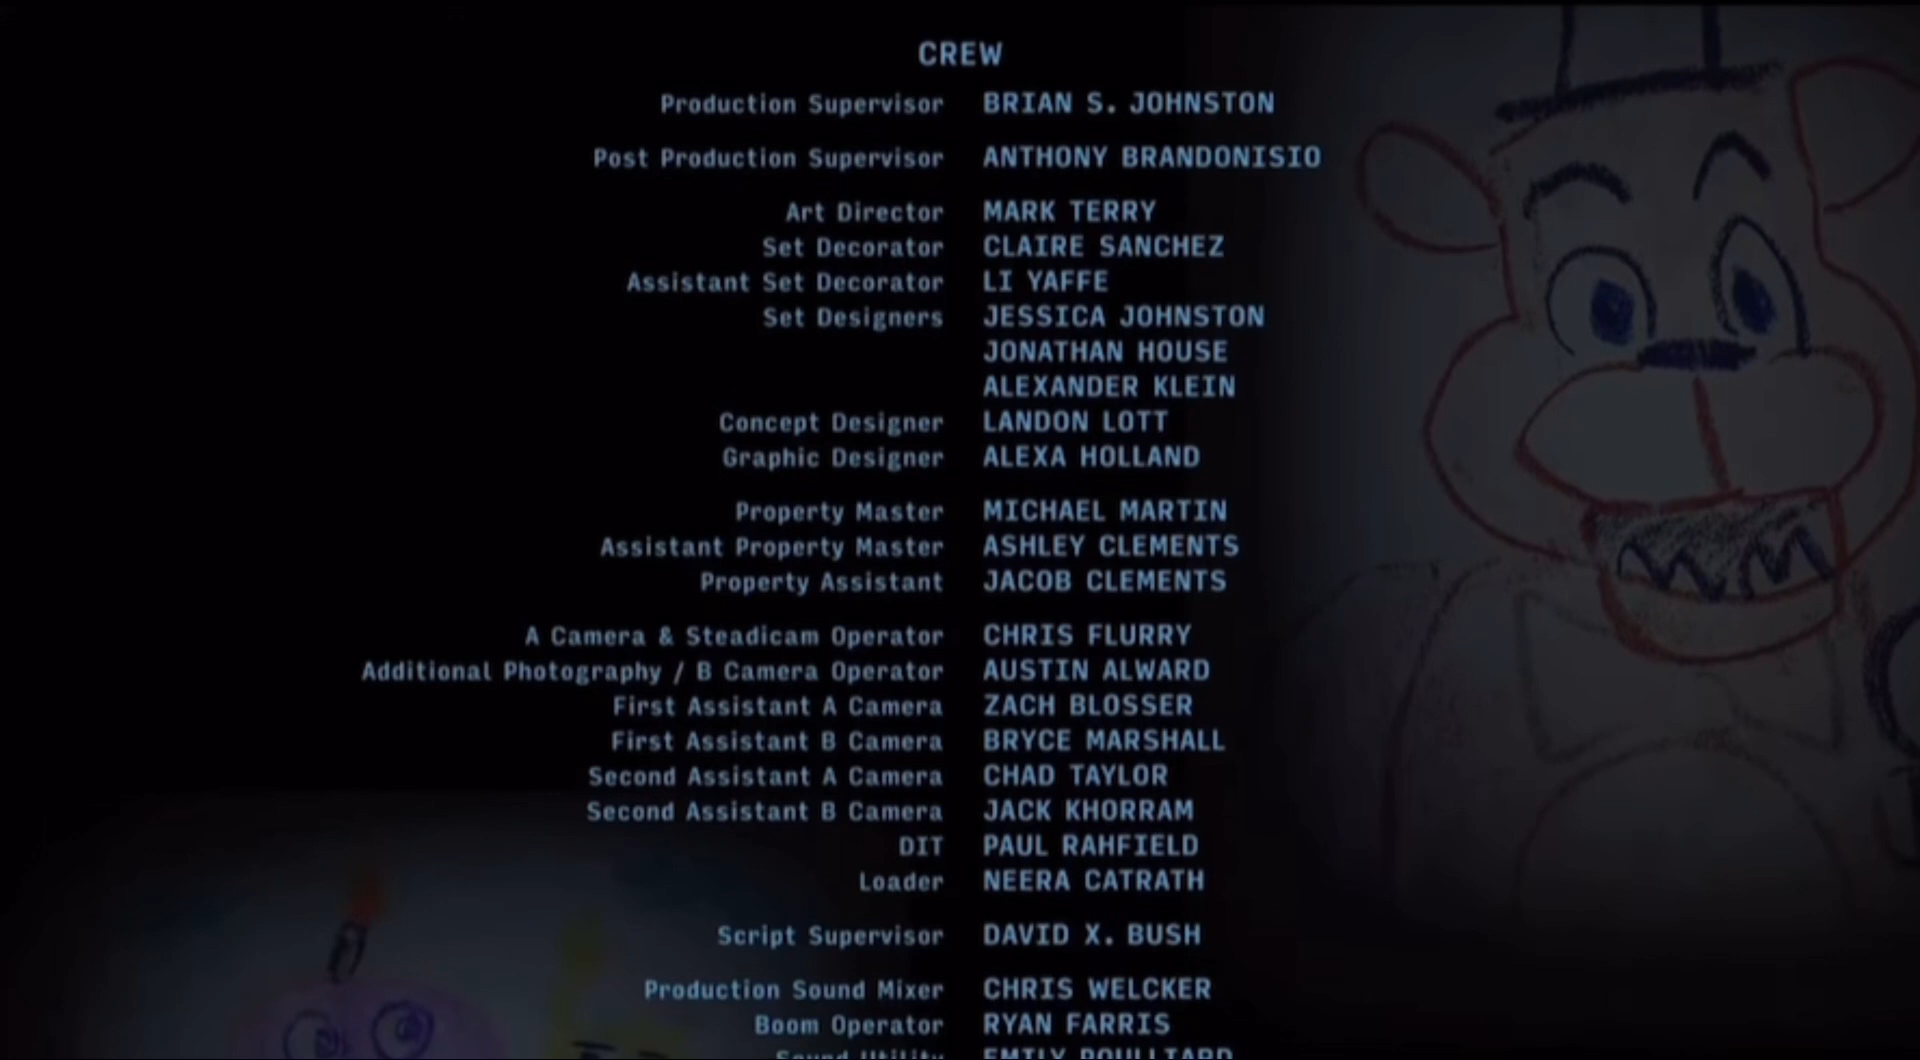 CREW
Production Supervisor BRIAN S. JOHNSTON
Post Production Supervisor ANTHONY BRANDONISIO
Art Director MARK TERRY
Set Decorator CLAIRE SANCHEZ
Assistant Set Decorator LI YAFFE
Set Designers JESSICA JOHNSTON
JONATHAN HOUSE
ALEXANDER KLEIN
Concept Designer LANDON LOTT
Graphic Designer ALEXA HOLLAND
Property Master MICHAEL MARTIN
Assistant Property Master ASHLEY CLEMENTS
Property Assistant JACOB CLEMENTS
A Camera & Steadicam Operator CHRIS FLURRY
Additional Photography / B Camera Operator AUSTIN ALWARD
First Assistant A Camera ZACH BLOSSER
First Assistant B Camera BRYCE MARSHALL
Second Assistant A Camera CHAD TAYLOR
Second Assistant B Camera JACK KHORRAM
DIT PAUL RAHFIELD
Loader NEERA CATRATH
Script Supervisor DAVID X. BUSH
Production Sound Mixer CHRIS WELCKER
Boom Operator RYAN FARRIS
Sound Utility EMILY POULLIARD